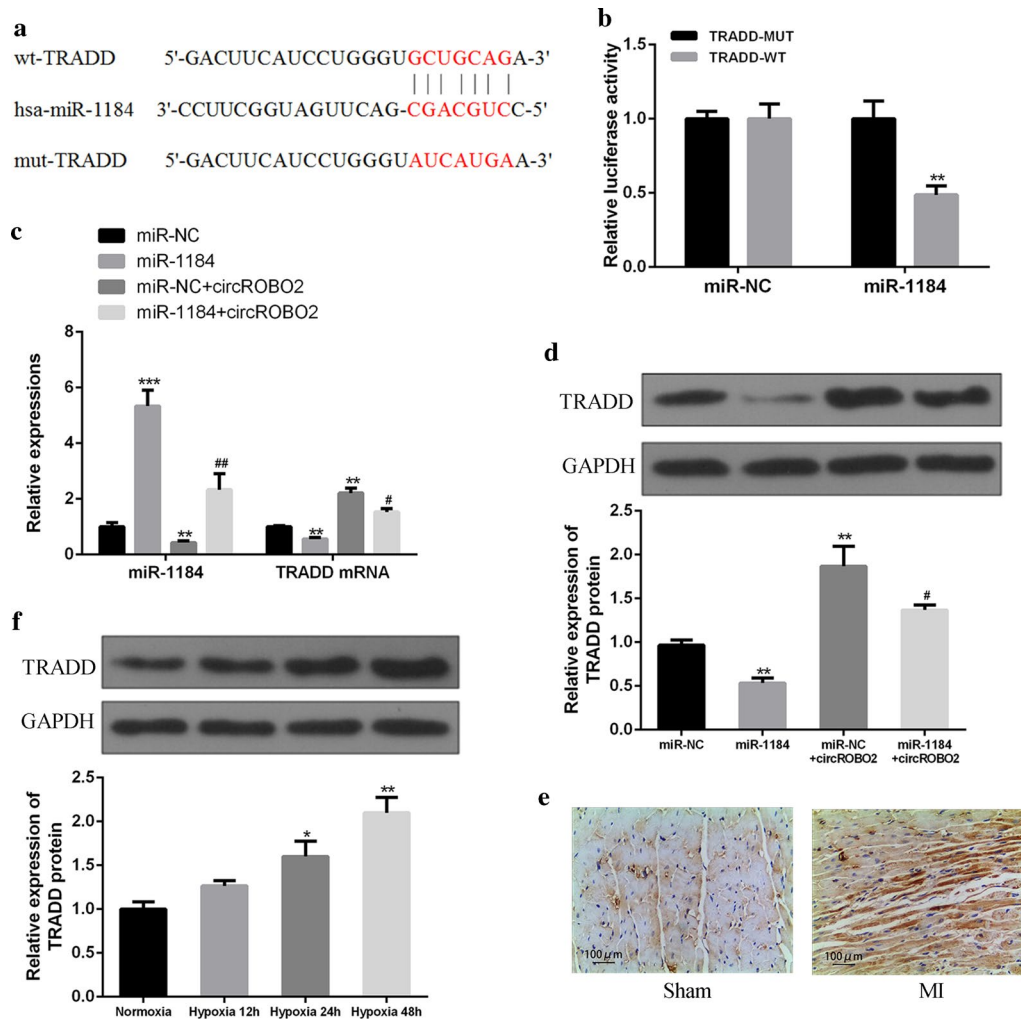 a
wt-TRADD 5'-GACUUCAUCCUGGGUGCUGCAGA-3'
hsa-miR-1184 3'-CCUUCGGUAGUUCAG-CGACGUCC-5'
mut-TRADD 5'-GACUUCAUCCUGGGUAUCAUGAA-3'
b
TRADD-MUT
TRADD-WT
Relative luciferase activity
1.5
1.0
0.5
0.0
**
miR-NC miR-1184
c
miR-NC
miR-1184
miR-NC+circROBO2
miR-1184+circROBO2
Relative expressions
8
6
4
2
0
***
**
##
**
**
#
miR-1184 TRADD mRNA
d
TRADD
GAPDH
Relative expression of
TRADD protein
2.5
2.0
1.5
1.0
0.5
0.0
**
**
#
miR-NC miR-1184 miR-NC miR-1184
+circROBO2 +circROBO2
f
TRADD
GAPDH
Relative expression of
TRADD protein
2.5
2.0
1.5
1.0
0.5
0.0
*
**
Normoxia Hypoxia 12h Hypoxia 24h Hypoxia 48h
e
100μm
100μm
Sham MI